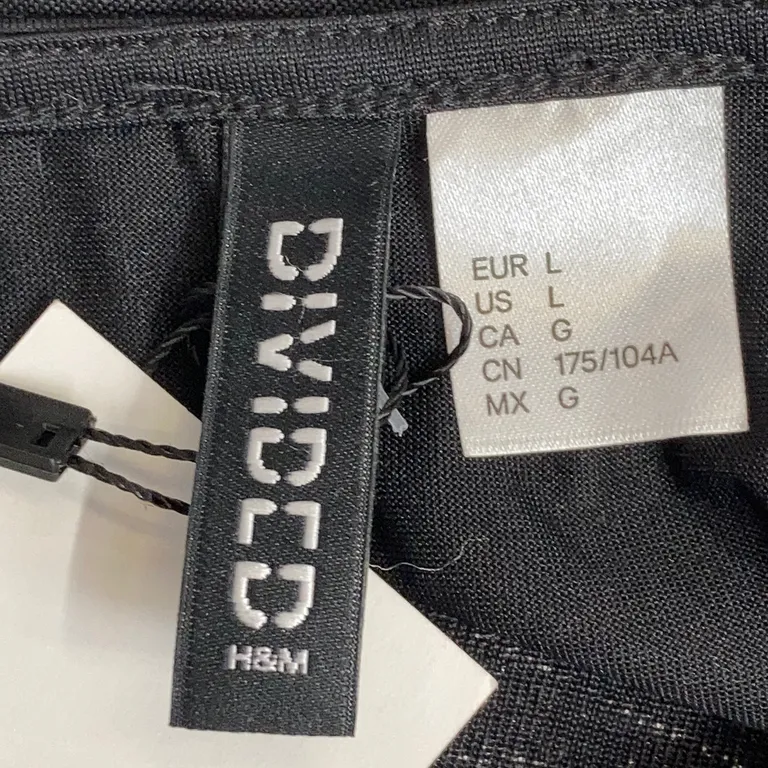 DIVIDED
H&M
EUR L
US L
CA G
CN 175/104A
MX G